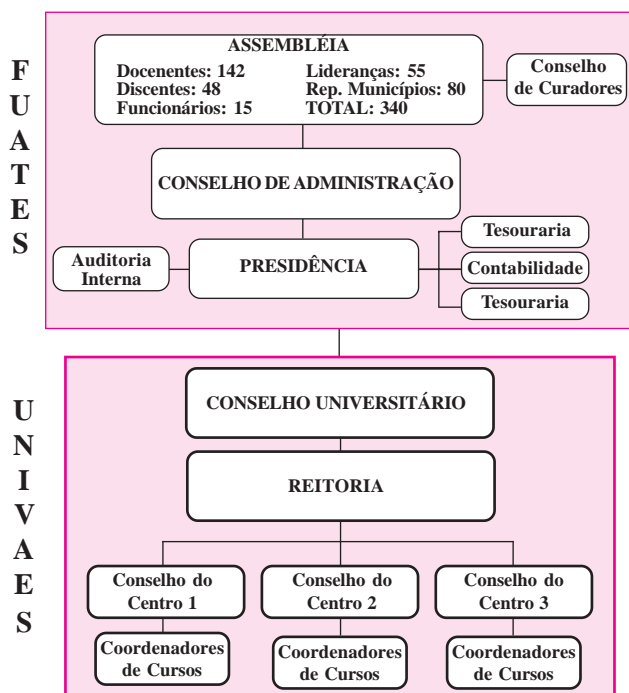 FUATES
ASSEMBLÉIA
Docenentes: 142 Lideranças: 55
Discentes: 48 Rep. Municípios: 80
Funcionários: 15 TOTAL: 340
Conselho
de Curadores
CONSELHO DE ADMINISTRAÇÃO
Auditoria
Interna
PRESIDÊNCIA
Tesouraria
Contabilidade
Tesouraria
UNIVAES
CONSELHO UNIVERSITÁRIO
REITORIA
Conselho do
Centro 1
Conselho do
Centro 2
Conselho do
Centro 3
Coordenadores
de Cursos
Coordenadores
de Cursos
Coordenadores
de Cursos